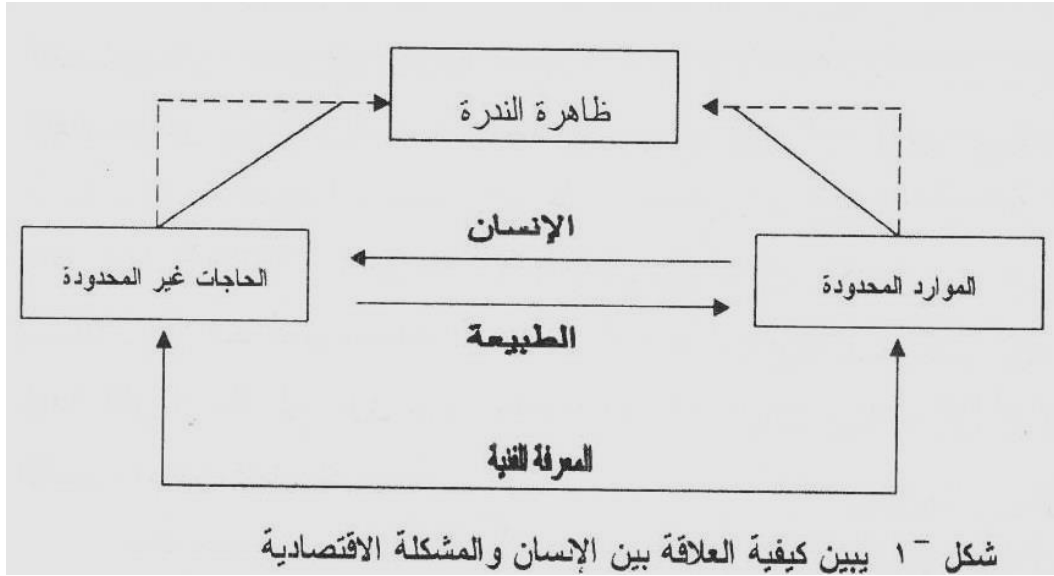 ظاهرة الندرة
الإنسان
الموارد المحدودة
الحاجات غير المحدودة
الطبيعة
المعرفة الفنية
شكل -١ يبين كيفية العلاقة بين الإنسان والمشكلة الاقتصادية